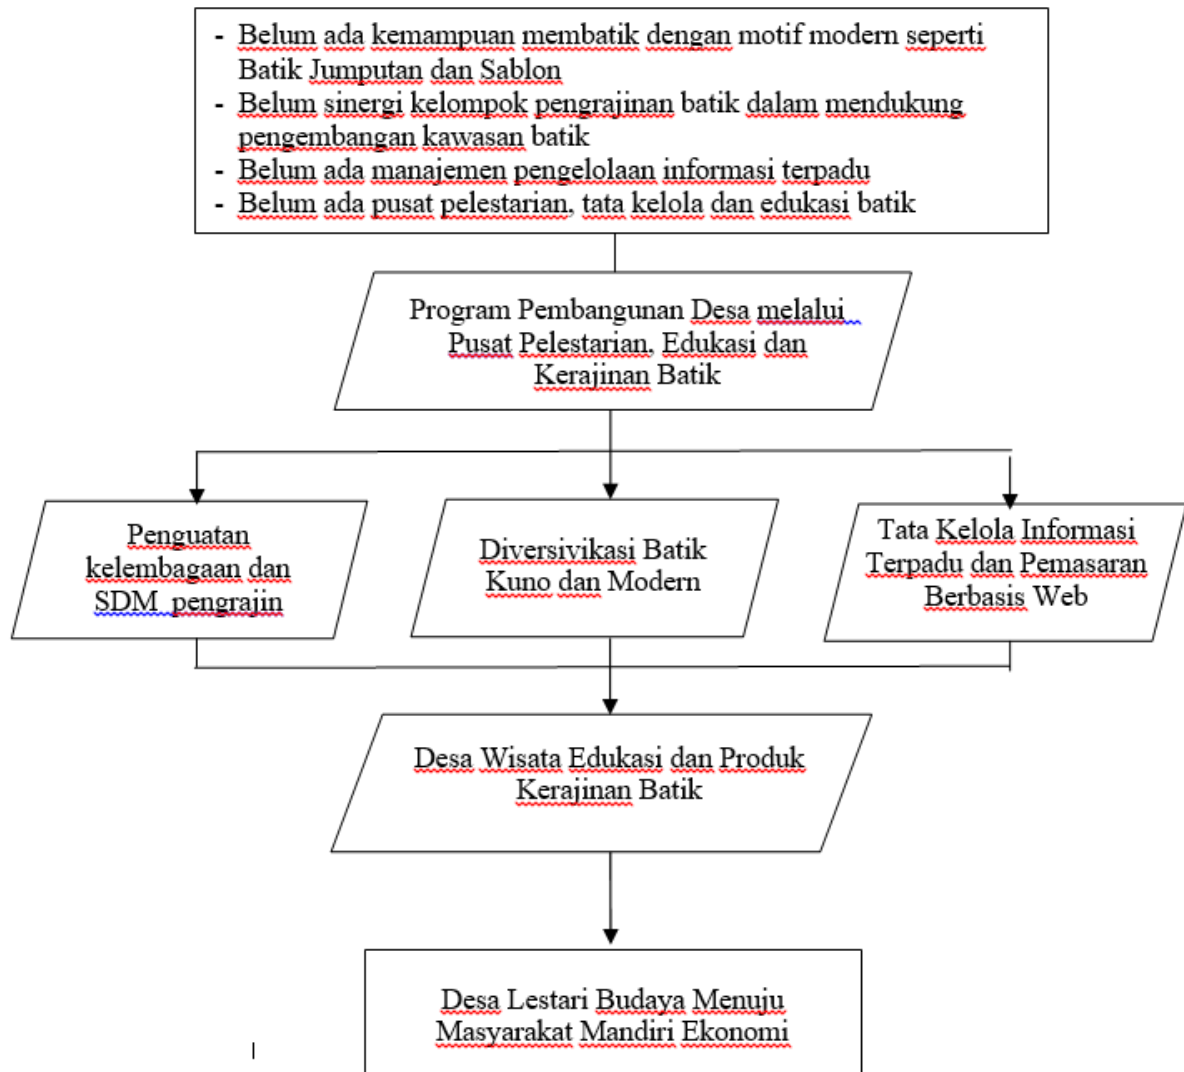 - Belum ada kemampuan membatik dengan motif modern seperti
Batik Jumputan dan Sablon
- Belum sinergi kelompok pengrajinan batik dalam mendukung
pengembangan kawasan batik
- Belum ada manajemen pengelolaan informasi terpadu
- Belum ada pusat pelestarian, tata kelola dan edukasi batik
Program Pembangunan Desa melalui
Pusat Pelestarian, Edukasi dan
Kerajinan Batik
Penguatan
kelembagaan dan
SDM pengrajin
Diversivikasi Batik
Kuno dan Modern
Tata Kelola Informasi
Terpadu dan Pemasaran
Berbasis Web
Desa Wisata Edukasi dan Produk
Kerajinan Batik
Desa Lestari Budaya Menuju
Masyarakat Mandiri Ekonomi